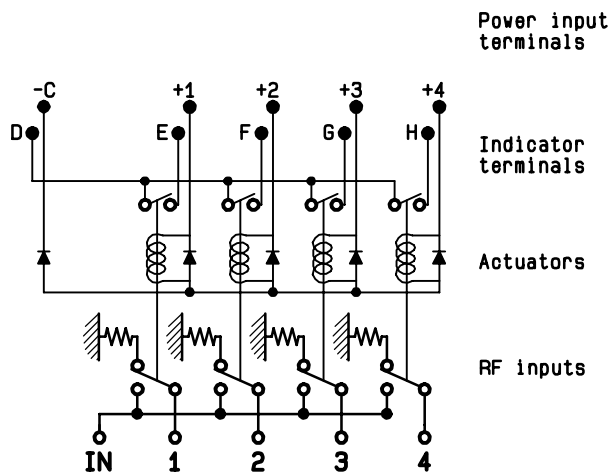 Power input
terminals
-C +1 +2 +3 +4
D E F G H
Indicator
terminals
Actuators
RF inputs
IN 1 2 3 4